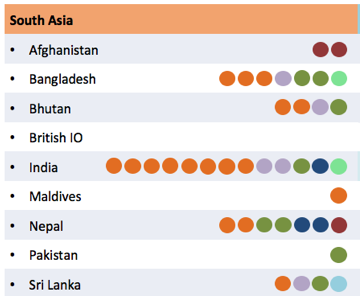 South Asia
• Afghanistan
• Bangladesh
• Bhutan
• British IO
• India
• Maldives
• Nepal
• Pakistan
• Sri Lanka